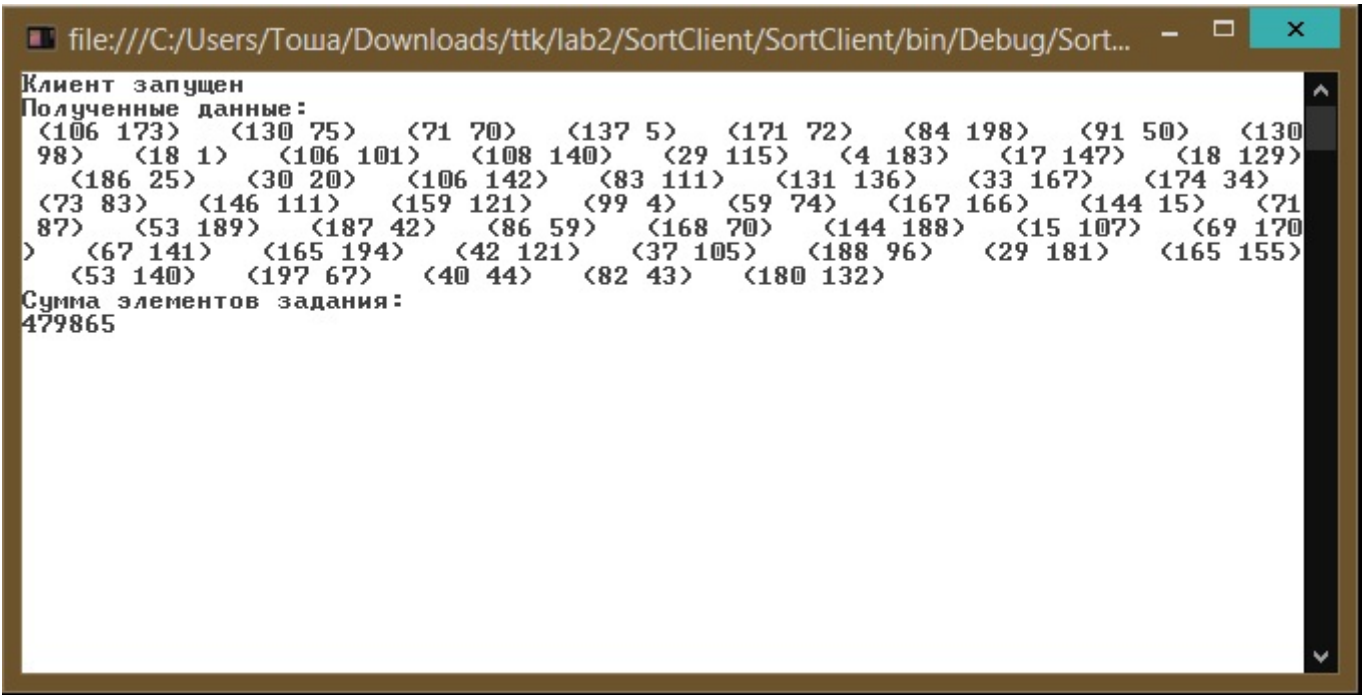 file:///C:/Users/Тоша/Downloads/ttk/lab2/SortClient/SortClient/bin/Debug/Sort...
Клиент запущен
Полученные данные:
(106 173) (130 75) (71 70) (137 5) (171 72) (84 198) (91 50) (130
98) (18 1) (106 101) (108 140) (29 115) (4 183) (17 147) (18 129)
(186 25) (30 20) (106 142) (83 111) (131 136) (33 167) (174 34)
(73 83) (146 111) (159 121) (99 4) (59 74) (167 166) (144 15) (71
87) (53 189) (187 42) (86 59) (168 70) (144 188) (15 107) (69 170
) (67 141) (165 194) (42 121) (37 105) (188 96) (29 181) (165 155)
(53 140) (197 67) (40 44) (82 43) (180 132)
Сумма элементов задания:
479865